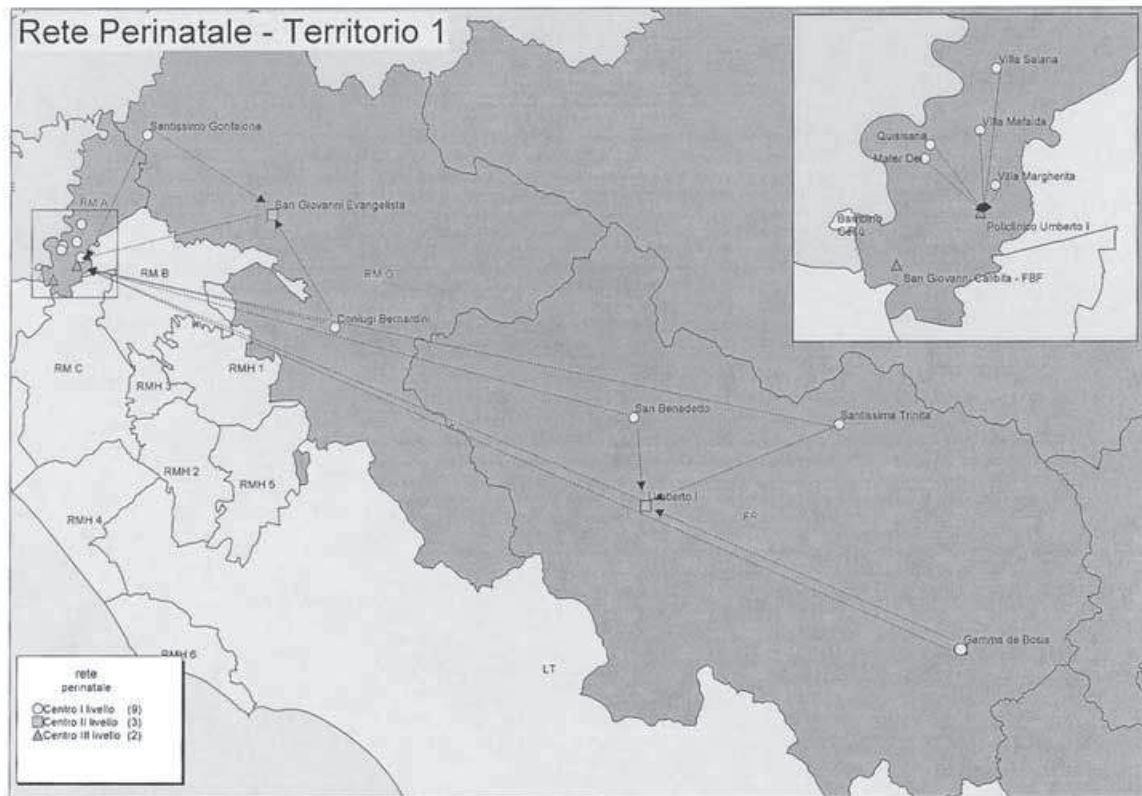 Rete Perinatale - Territorio 1
Santissimo Gonfalone
RM A
San Giovanni Evangelista
RM B
RM G
Coniugi Bernardini
RM C
RMH 3
RMH 1
RMH 2
RMH 5
RMH 4
RMH 6
San Benedetto
Santissima Trinita
Umberto I
FR
Gemma de Bosis
LT
Villa Salaria
Villa Mafalda
Quisisana
Mater Dei
Villa Margherita
Bambino
Gesù
Policlinico Umberto I
San Giovanni Calibita - FBF
rete
perinatale
Centro I livello (9)
Centro II livello (3)
Centro III livello (2)